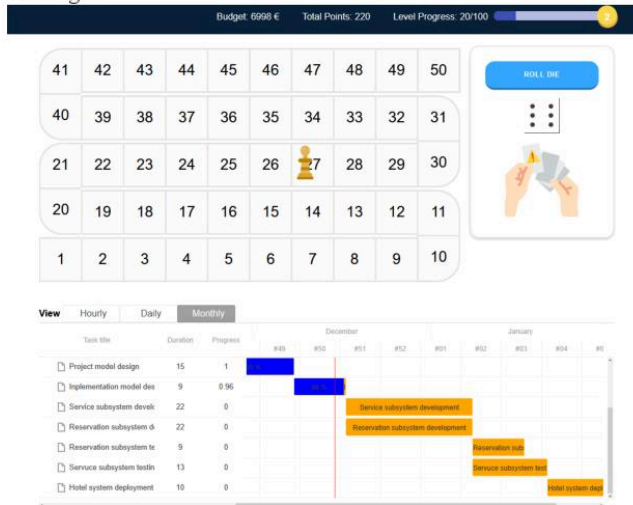 Budget: 6998 € Total Points: 220 Level Progress: 20/100 2
41 42 43 44 45 46 47 48 49 50
ROLL DIE
40 39 38 37 36 35 34 33 32 31
21 22 23 24 25 26 27 28 29 30
20 19 18 17 16 15 14 13 12 11
1 2 3 4 5 6 7 8 9 10
View Hourly Daily Monthly
Task title Duration Progress December January
#49 #50 #51 #52 #01 #02 #03 #04
Project model design 15 1
Inplementation model des 9 0.96
Service subsystem develo 22 0 Service subsystem development
Reservation subsystem d 22 0 Reservation subsystem development
Reservation subsystem te 9 0 Reservation sub
Servuce subsystem testin 13 0 Servuce subsystem test
Hotel system deployment 10 0 Hotel system depl